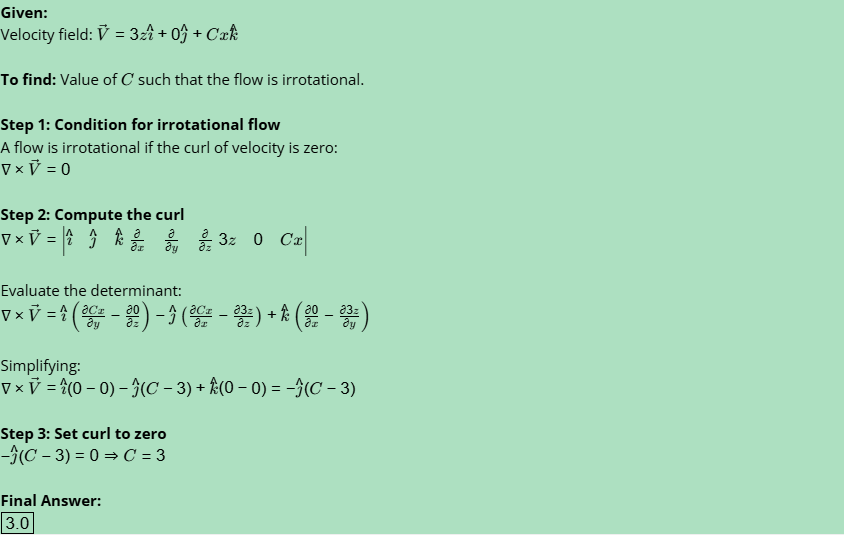 Given:
Velocity field: $\vec{V} = 3z\hat{i} + 0\hat{j} + Cx\hat{k}$
To find: Value of $C$ such that the flow is irrotational.
Step 1: Condition for irrotational flow
A flow is irrotational if the curl of velocity is zero:
$\nabla \times \vec{V} = 0$
Step 2: Compute the curl
$\nabla \times \vec{V} = \left| \hat{i} \quad \hat{j} \quad \hat{k} \frac{\partial}{\partial x} \quad \frac{\partial}{\partial y} \quad \frac{\partial}{\partial z} 3z \quad 0 \quad Cx \right|$
Evaluate the determinant:
$\nabla \times \vec{V} = \hat{i} \left( \frac{\partial Cx}{\partial y} - \frac{\partial 0}{\partial z} \right) - \hat{j} \left( \frac{\partial Cx}{\partial x} - \frac{\partial 3z}{\partial z} \right) + \hat{k} \left( \frac{\partial 0}{\partial x} - \frac{\partial 3z}{\partial y} \right)$
Simplifying:
$\nabla \times \vec{V} = \hat{i}(0 - 0) - \hat{j}(C - 3) + \hat{k}(0 - 0) = -\hat{j}(C - 3)$
Step 3: Set curl to zero
$-\hat{j}(C - 3) = 0 \Rightarrow C = 3$
Final Answer:
3.0